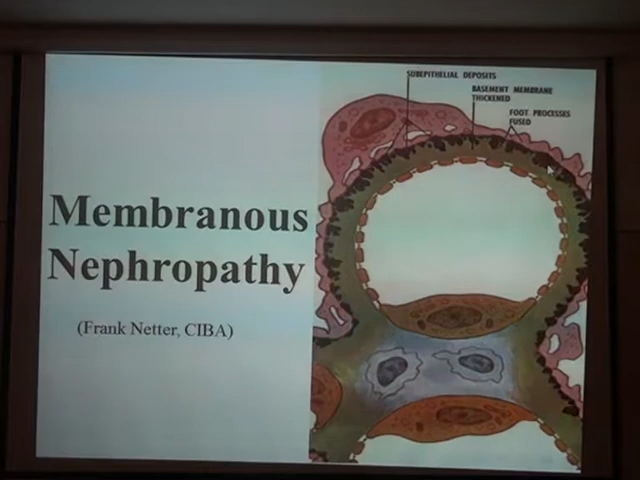 SUBEPITHELIAL DEPOSITS
BASEMENT MEMBRANE
THICKENED
FOOT PROCESSES
FUSED
Membranous
Nephropathy
(Frank Netter, CIBA)